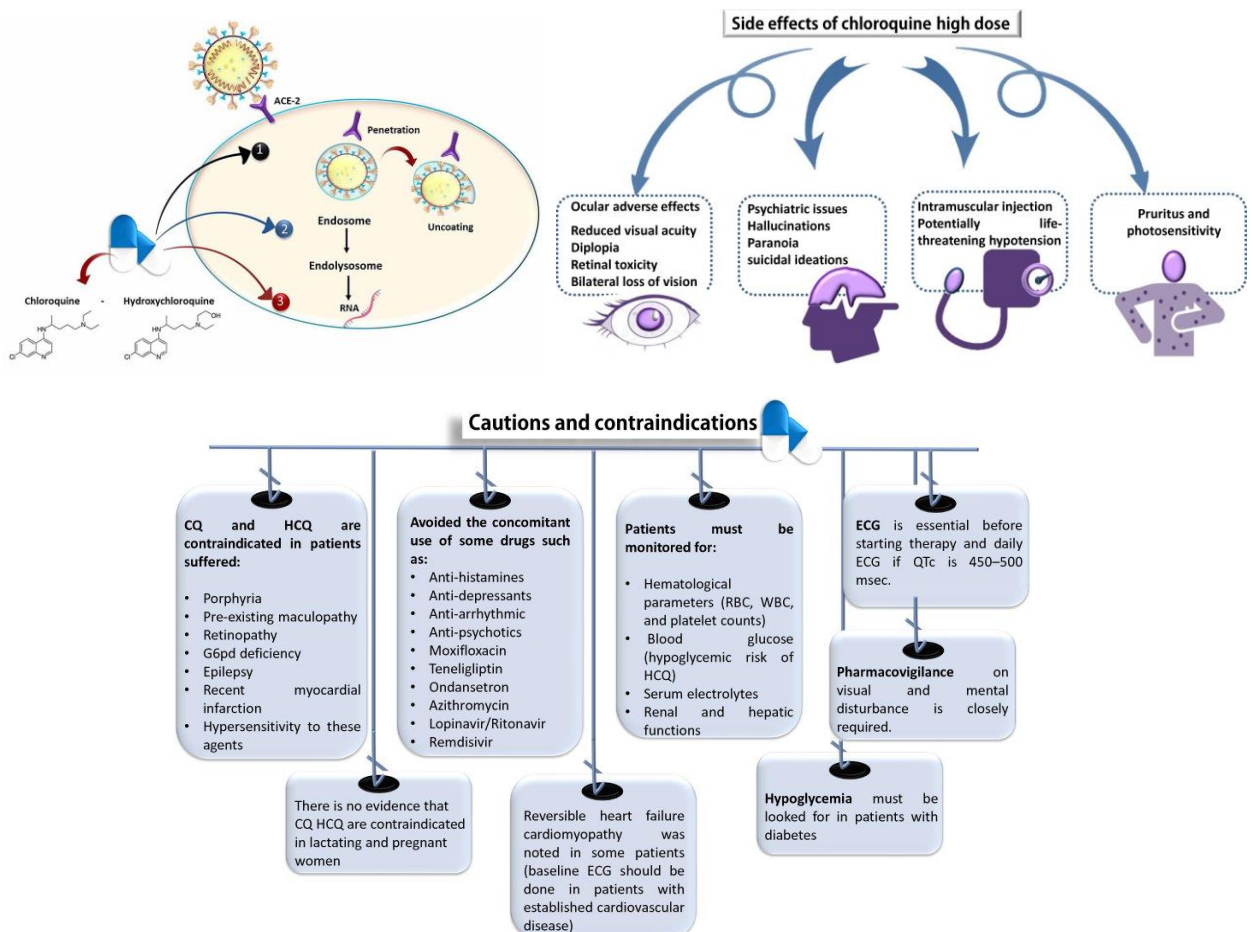 ACE-2
Penetration
1
2
3
Endosome
Uncoating
Endolysosome
RNA
Chloroquine - Hydroxychloroquine
HN
N
Cl
N
OH
HN
N
Cl
N
Side effects of chloroquine high dose
Ocular adverse effects
Reduced visual acuity
Diplopia
Retinal toxicity
Bilateral loss of vision
Psychiatric issues
Hallucinations
Paranoia
suicidal ideations
Intramuscular injection
Potentially life-
threatening hypotension
Pruritus and
photosensitivity
Cautions and contraindications
CQ and HCQ are
contraindicated in patients
suffered:
• Porphyria
• Pre-existing maculopathy
• Retinopathy
• G6pd deficiency
• Epilepsy
• Recent myocardial
infarction
• Hypersensitivity to these
agents
There is no evidence that
CQ HCQ are contraindicated
in lactating and pregnant
women
Avoided the concomitant
use of some drugs such
as:
• Anti-histamines
• Anti-depressants
• Anti-arrhythmic
• Anti-psychotics
• Moxifloxacin
• Teneligliptin
• Ondansetron
• Azithromycin
• Lopinavir/Ritonavir
• Remdisivir
Reversible heart failure
cardiomyopathy was
noted in some patients
(baseline ECG should be
done in patients with
established cardiovascular
disease)
Patients must be
monitored for:
• Hematological
parameters (RBC, WBC,
and platelet counts)
• Blood glucose
(hypoglycemic risk of
HCQ)
• Serum electrolytes
• Renal and hepatic
functions
ECG is essential before
starting therapy and daily
ECG if QTc is 450–500
msec.
Pharmacovigilance on
visual and mental
disturbance is closely
required.
Hypoglycemia must be
looked for in patients with
diabetes